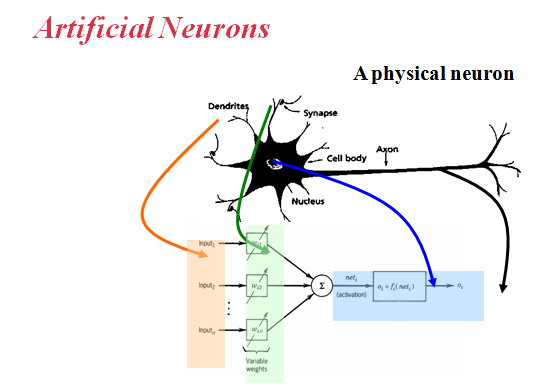 Artificial Neurons
A physical neuron
Dendrites
Synapse
Cell body
Axon
Nucleus
Input₁
Input₂
wᵢ₂
⋮
Inputₙ
Σ
netᵢ
(activation)
oᵢ = fᵢ(netᵢ)
oᵢ
Variable
weights